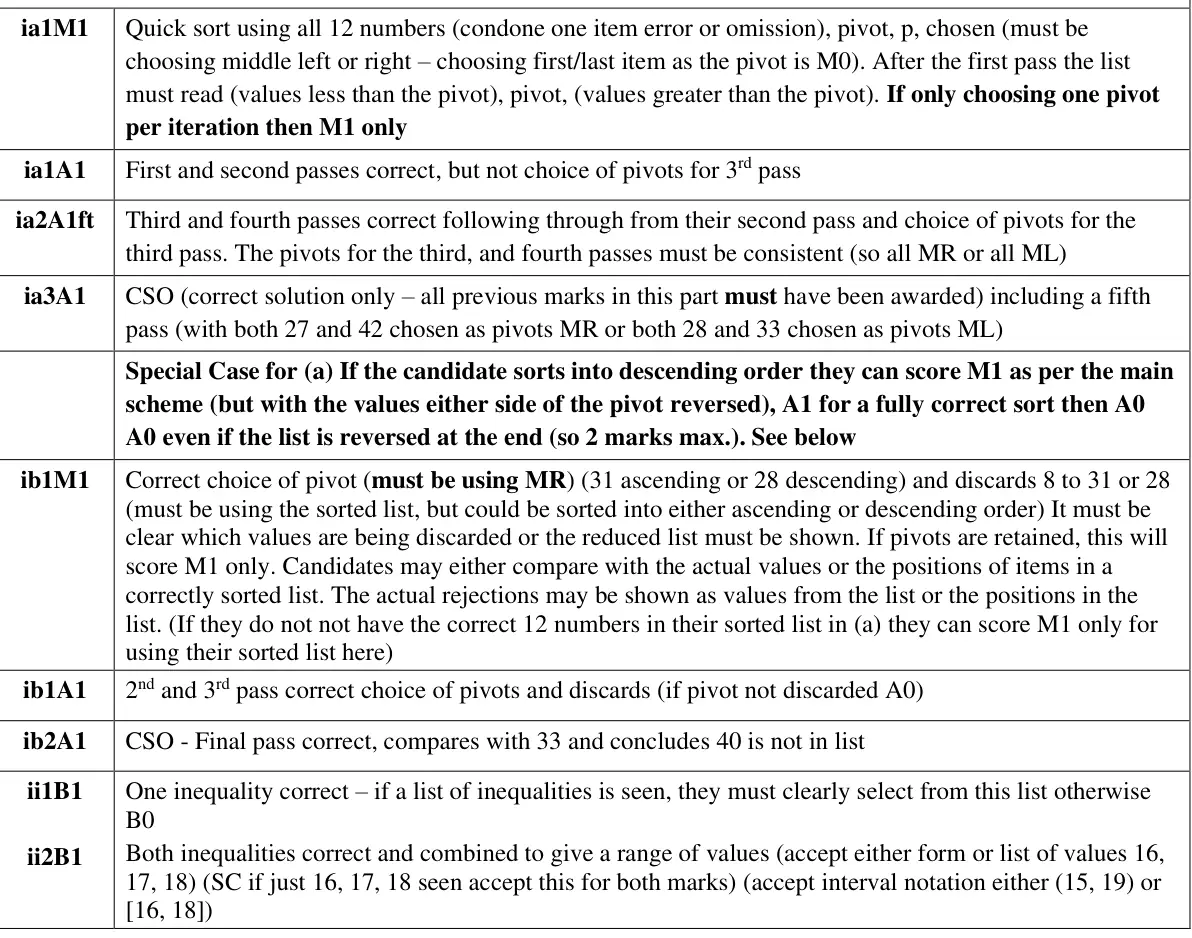 ia1M1 Quick sort using all 12 numbers (condone one item error or omission), pivot, p, chosen (must be
choosing middle left or right – choosing first/last item as the pivot is M0). After the first pass the list
must read (values less than the pivot), pivot, (values greater than the pivot). If only choosing one pivot
per iteration then M1 only
ia1A1 First and second passes correct, but not choice of pivots for 3rd pass
ia2A1ft Third and fourth passes correct following through from their second pass and choice of pivots for the
third pass. The pivots for the third, and fourth passes must be consistent (so all MR or all ML)
ia3A1 CSO (correct solution only – all previous marks in this part must have been awarded) including a fifth
pass (with both 27 and 42 chosen as pivots MR or both 28 and 33 chosen as pivots ML)
Special Case for (a) If the candidate sorts into descending order they can score M1 as per the main
scheme (but with the values either side of the pivot reversed), A1 for a fully correct sort then A0
A0 even if the list is reversed at the end (so 2 marks max.). See below
ib1M1 Correct choice of pivot (must be using MR) (31 ascending or 28 descending) and discards 8 to 31 or 28
(must be using the sorted list, but could be sorted into either ascending or descending order) It must be
clear which values are being discarded or the reduced list must be shown. If pivots are retained, this will
score M1 only. Candidates may either compare with the actual values or the positions of items in a
correctly sorted list. The actual rejections may be shown as values from the list or the positions in the
list. (If they do not not have the correct 12 numbers in their sorted list in (a) they can score M1 only for
using their sorted list here)
ib1A1 2nd and 3rd pass correct choice of pivots and discards (if pivot not discarded A0)
ib2A1 CSO - Final pass correct, compares with 33 and concludes 40 is not in list
ii1B1 One inequality correct – if a list of inequalities is seen, they must clearly select from this list otherwise
B0
ii2B1 Both inequalities correct and combined to give a range of values (accept either form or list of values 16,
17, 18) (SC if just 16, 17, 18 seen accept this for both marks) (accept interval notation either (15, 19) or
[16, 18])